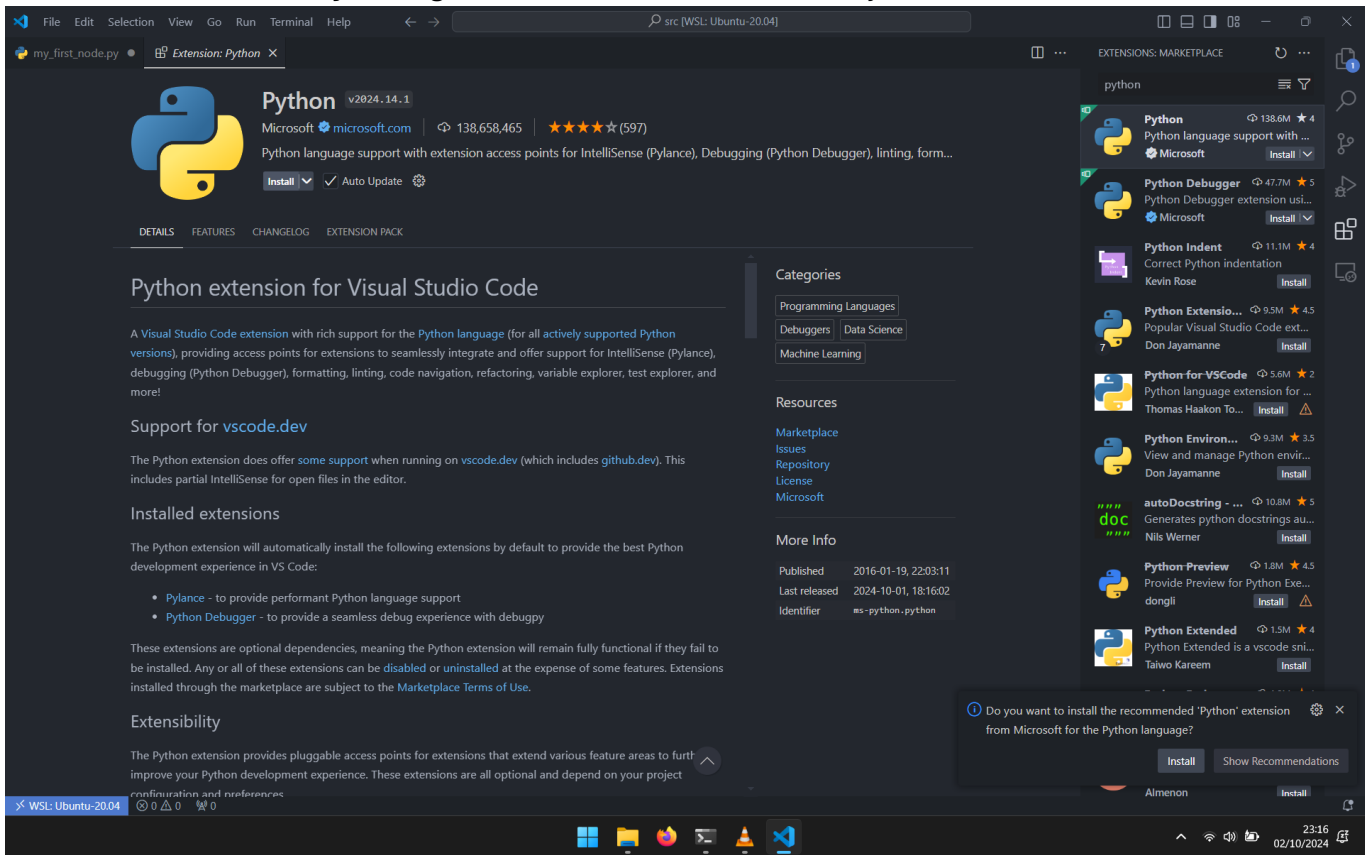 File Edit Selection View Go Run Terminal Help
src [WSL: Ubuntu-20.04]
my_first_node.py
Extension: Python
Python v2024.14.1
Microsoft microsoft.com 138,658,465 (597)
Python language support with extension access points for IntelliSense (Pylance), Debugging (Python Debugger), linting, form...
Install Auto Update
DETAILS FEATURES CHANGELOG EXTENSION PACK
Python extension for Visual Studio Code
A Visual Studio Code extension with rich support for the Python language (for all actively supported Python
versions), providing access points for extensions to seamlessly integrate and offer support for IntelliSense (Pylance),
debugging (Python Debugger), formatting, linting, code navigation, refactoring, variable explorer, test explorer, and
more!
Support for vscode.dev
The Python extension does offer some support when running on vscode.dev (which includes github.dev). This
includes partial IntelliSense for open files in the editor.
Installed extensions
The Python extension will automatically install the following extensions by default to provide the best Python
development experience in VS Code:
• Pylance - to provide performant Python language support
• Python Debugger - to provide a seamless debug experience with debugpy
These extensions are optional dependencies, meaning the Python extension will remain fully functional if they fail to
be installed. Any or all of these extensions can be disabled or uninstalled at the expense of some features. Extensions
installed through the marketplace are subject to the Marketplace Terms of Use.
Extensibility
The Python extension provides pluggable access points for extensions that extend various feature areas to further
improve your Python development experience. These extensions are all optional and depend on your project
configuration and preferences.
Categories
Programming Languages
Debuggers Data Science
Machine Learning
Resources
Marketplace
Issues
Repository
License
Microsoft
More Info
Published 2016-01-19, 22:03:11
Last released 2024-10-01, 18:16:02
Identifier ms-python.python
EXTENSIONS: MARKETPLACE
python
1
Python 138.6M 4
Python language support with ...
Microsoft Install
Python Debugger 47.7M 5
Python Debugger extension usi...
Microsoft Install
Python Indent 11.1M 4
Correct Python indentation
Kevin Rose Install
Python Extensio... 9.5M 4.5
Popular Visual Studio Code ext...
7
Don Jayamanne Install
Python for VSCode 5.6M 2
Python language extension for ...
Thomas Haakon To... Install
Python Environ... 9.3M 3.5
View and manage Python envir...
Don Jayamanne Install
autoDocstring - ... 10.8M 5
""" doc """
Generates python docstrings au...
Nils Werner Install
Python Preview 1.8M 4.5
Provide Preview for Python Exe...
dongli Install
Python Extended 1.5M 4
Python Extended is a vscode sni...
Taiwo Kareem Install
Do you want to install the recommended 'Python' extension
from Microsoft for the Python language?
Install Show Recommendations
Almenon Install
WSL: Ubuntu-20.04 0 0 0
23:16
02/10/2024